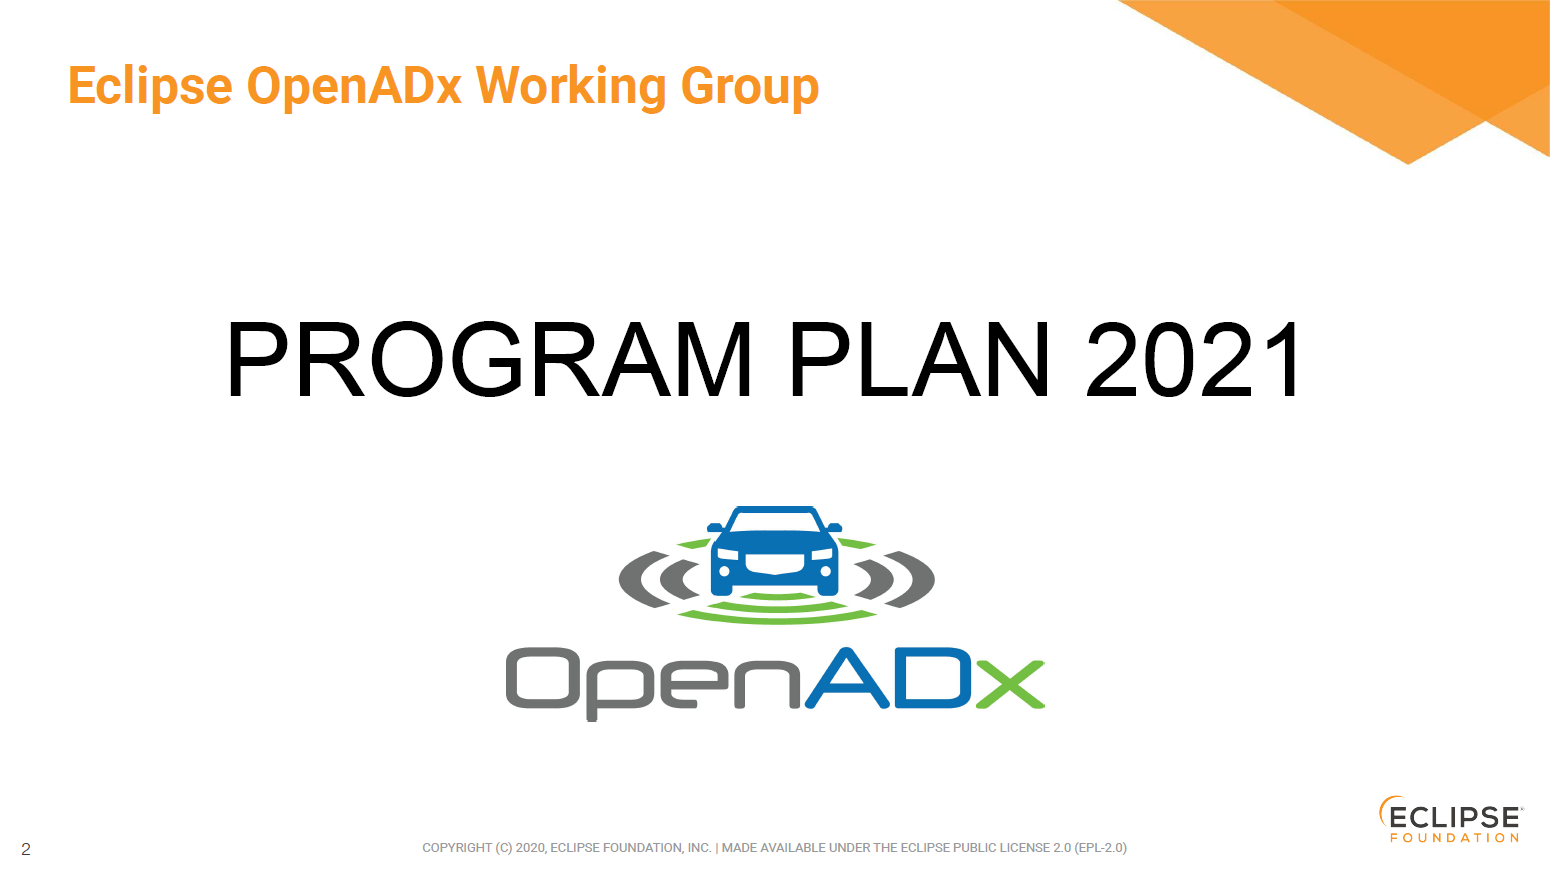 Eclipse OpenADx Working Group
PROGRAM PLAN 2021
OpenADx
ECLIPSE
FOUNDATION
2
COPYRIGHT (C) 2020, ECLIPSE FOUNDATION, INC. | MADE AVAILABLE UNDER THE ECLIPSE PUBLIC LICENSE 2.0 (EPL-2.0)